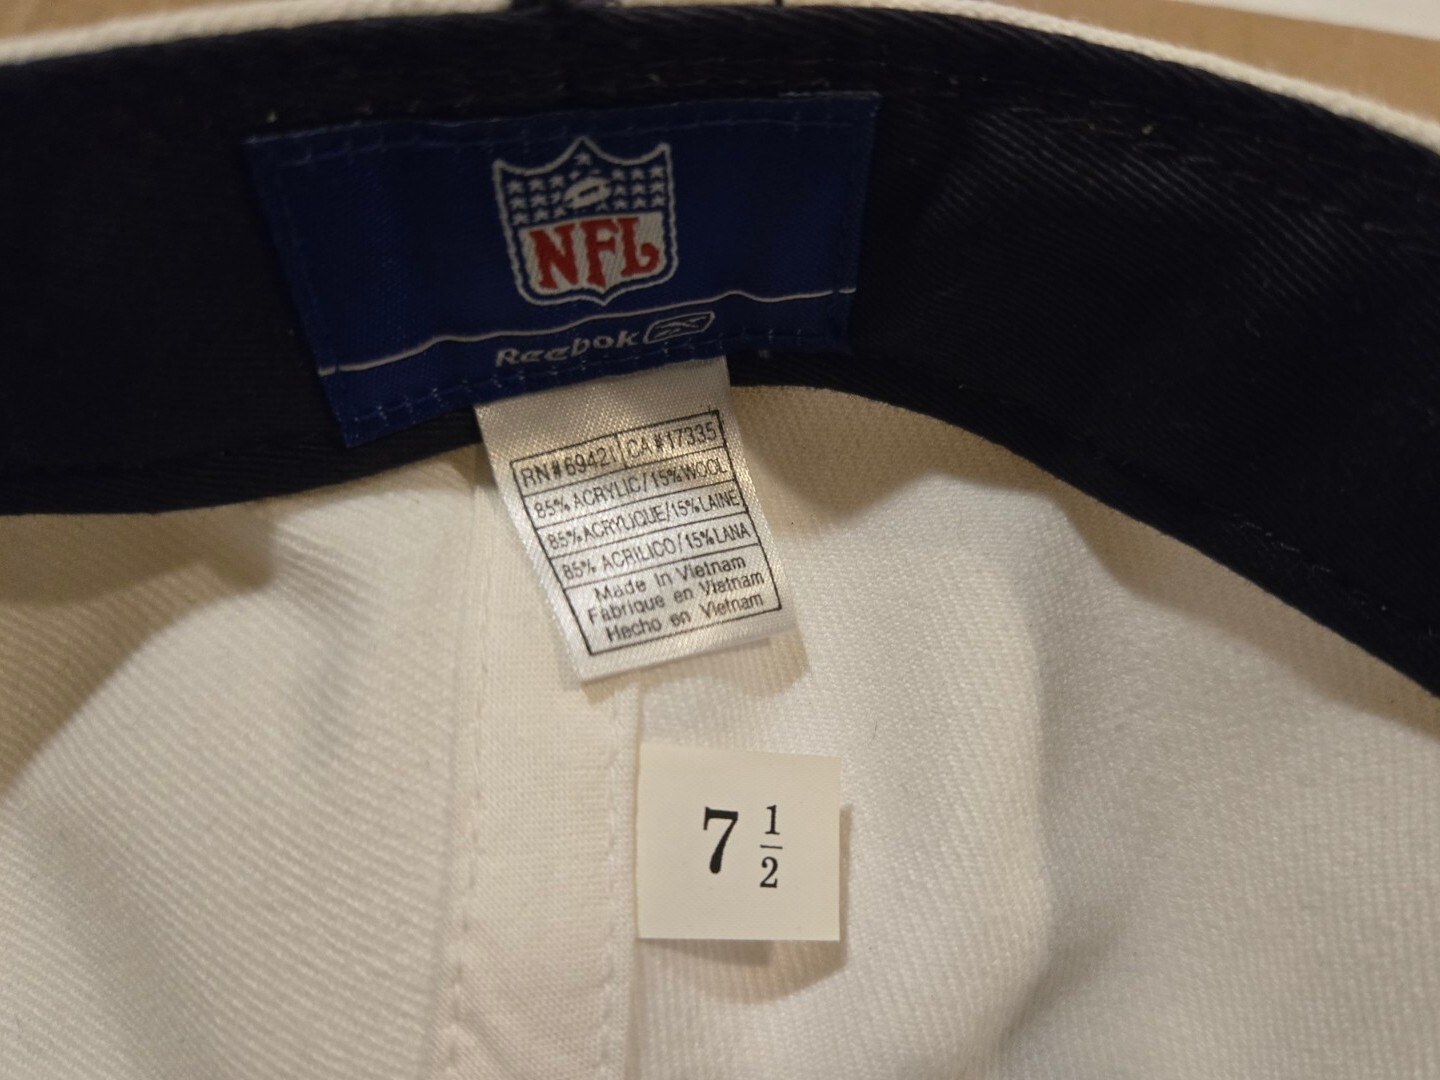 NFL
Reebok
RN#69421 CA#17335
85% ACRYLIC/15% WOOL
85% ACRYLIQUE/15% LAINE
85% ACRILICO/15% LANA
Made In Vietnam
Fabrique en Vietnam
Hecho en Vietnam
7 1/2